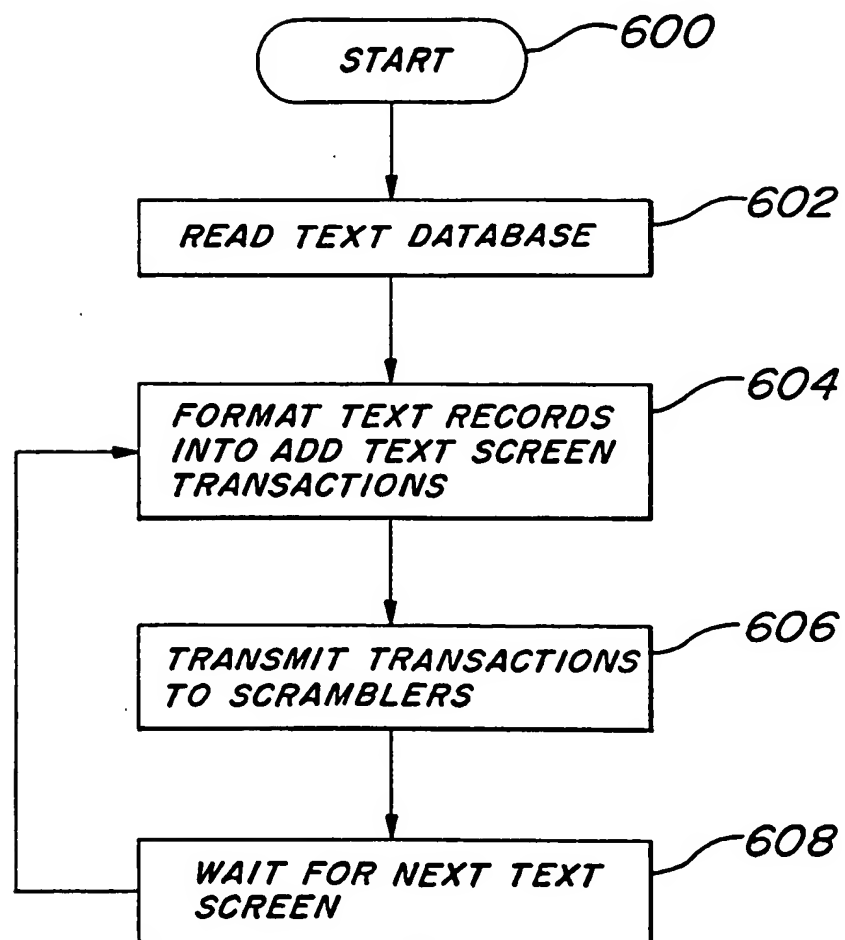 START
600
READ TEXT DATABASE
602
FORMAT TEXT RECORDS
INTO ADD TEXT SCREEN
TRANSACTIONS
604
TRANSMIT TRANSACTIONS
TO SCRAMBLERS
606
WAIT FOR NEXT TEXT
SCREEN
608